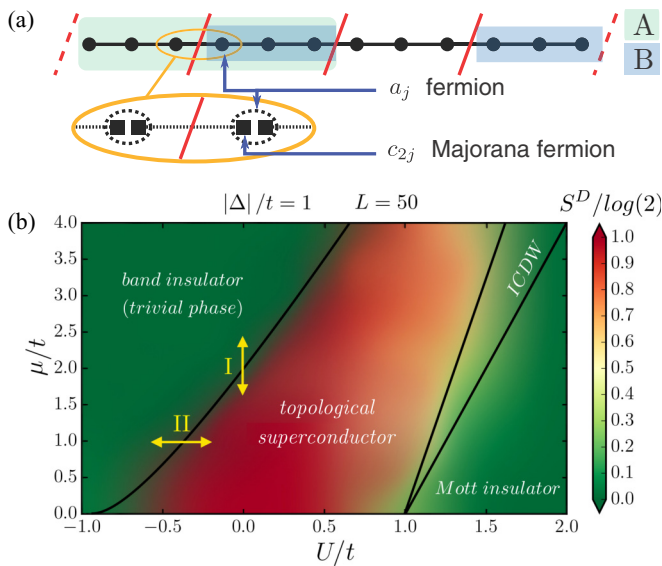 (a)
A
B
a_j fermion
c_{2j} Majorana fermion
(b)
|Δ|/t = 1 L = 50 S^D/log(2)
band insulator
(trivial phase)
I
II
topological
superconductor
ICDW
Mott insulator
μ/t
4.0
3.5
3.0
2.5
2.0
1.5
1.0
0.5
0.0
−1.0 −0.5 0.0 0.5 1.0 1.5 2.0
U/t
1.0
0.9
0.8
0.7
0.6
0.5
0.4
0.3
0.2
0.1
0.0